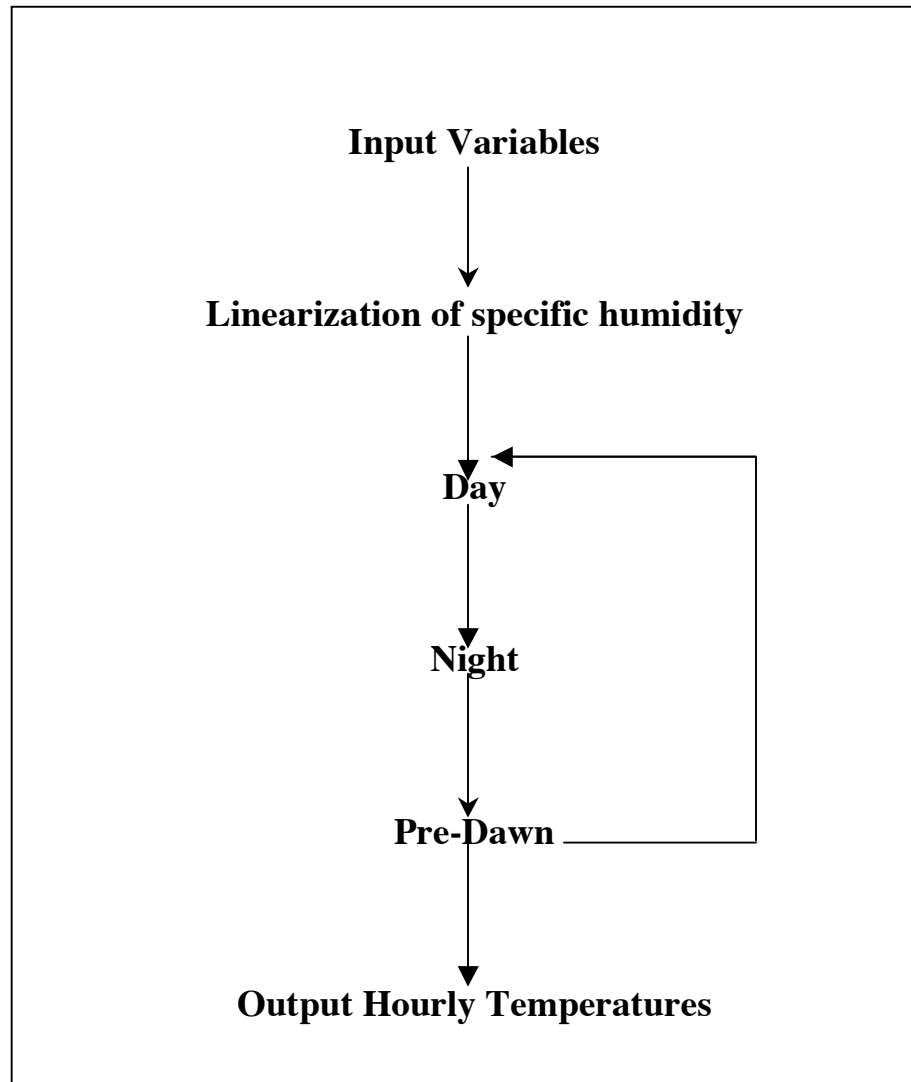 Input Variables
Linearization of specific humidity
Day
Night
Pre-Dawn
Output Hourly Temperatures